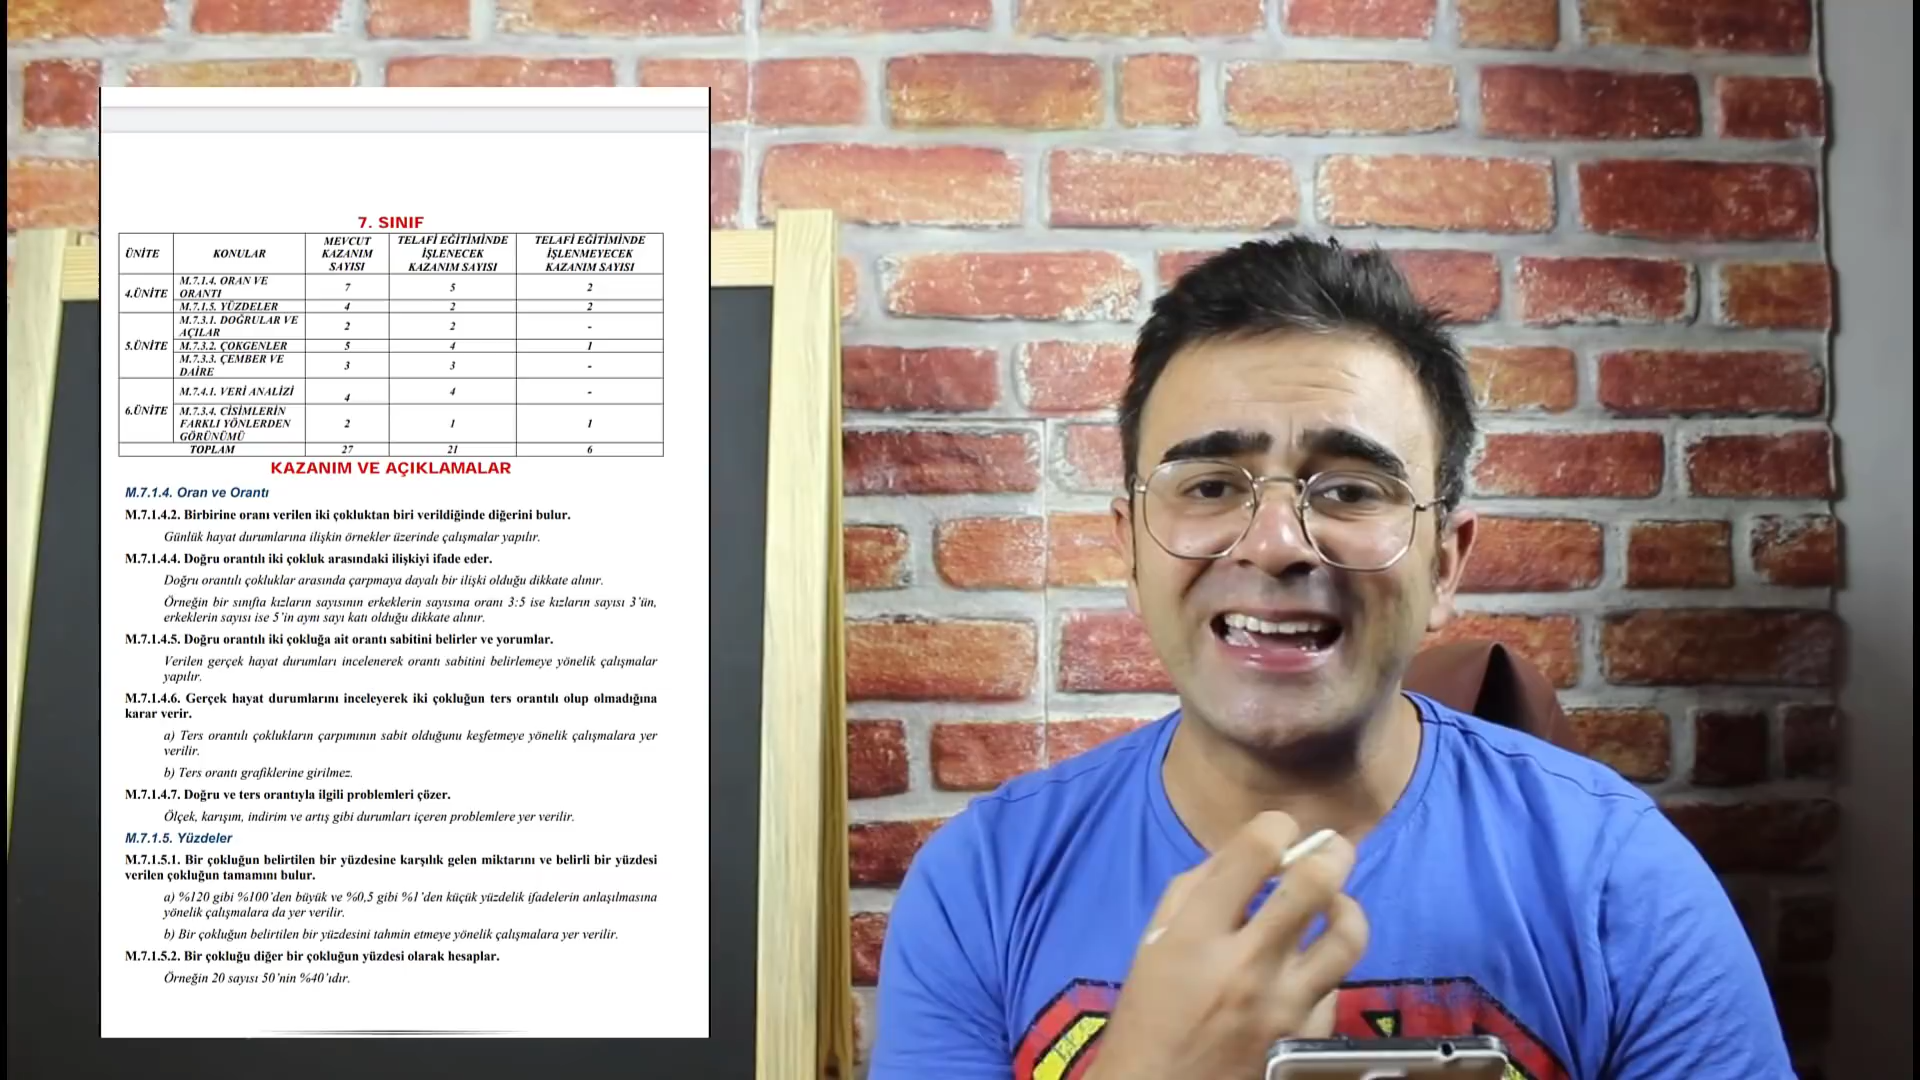 7. SINIF
ÜNİTE KONULAR MEVCUT KAZANIM SAYISI TELAFİ EĞİTİMİNDE İŞLENECEK KAZANIM SAYISI TELAFİ EĞİTİMİNDE İŞLENMEYECEK KAZANIM SAYISI
4.ÜNİTE M.7.1.4. ORAN VE ORANTI 7 5 2
M.7.1.5. YÜZDELER 4 2 2
5.ÜNİTE M.7.3.1. DOĞRULAR VE AÇILAR 2 2 -
M.7.3.2. ÇOKGENLER 5 4 1
M.7.3.3. ÇEMBER VE DAİRE 3 3 -
6.ÜNİTE M.7.4.1. VERİ ANALİZİ 4 4 -
M.7.3.4. CİSİMLERİN FARKLI YÖNLERDEN GÖRÜNÜMÜ 2 1 1
TOPLAM 27 21 6
KAZANIM VE AÇIKLAMALAR
M.7.1.4. Oran ve Orantı
M.7.1.4.2. Birbirine oranı verilen iki çokluktan biri verildiğinde diğerini bulur.
Günlük hayat durumlarına ilişkin örnekler üzerinde çalışmalar yapılır.
M.7.1.4.4. Doğru orantılı iki çokluk arasındaki ilişkiyi ifade eder.
Doğru orantılı çokluklar arasında çarpmaya dayalı bir ilişki olduğu dikkate alınır.
Örneğin bir sınıfta kızların sayısının erkeklerin sayısına oranı 3:5 ise kızların sayısı 3'ün,
erkeklerin sayısı ise 5'in aynı sayı katı olduğu dikkate alınır.
M.7.1.4.5. Doğru orantılı iki çokluğa ait orantı sabitini belirler ve yorumlar.
Verilen gerçek hayat durumları incelenerek orantı sabitini belirlemeye yönelik çalışmalar
yapılır.
M.7.1.4.6. Gerçek hayat durumlarını inceleyerek iki çokluğun ters orantılı olup olmadığına
karar verir.
a) Ters orantılı çoklukların çarpımının sabit olduğunu keşfetmeye yönelik çalışmalara yer
verilir.
b) Ters orantı grafiklerine girilmez.
M.7.1.4.7. Doğru ve ters orantıyla ilgili problemleri çözer.
Ölçek, karışım, indirim ve artış gibi durumları içeren problemlere yer verilir.
M.7.1.5. Yüzdeler
M.7.1.5.1. Bir çokluğun belirtilen bir yüzdesine karşılık gelen miktarını ve belirli bir yüzdesi
verilen çokluğun tamamını bulur.
a) %120 gibi %100'den büyük ve %0,5 gibi %1'den küçük yüzdelik ifadelerin anlaşılmasına
yönelik çalışmalara da yer verilir.
b) Bir çokluğun belirtilen bir yüzdesini tahmin etmeye yönelik çalışmalara yer verilir.
M.7.1.5.2. Bir çokluğu diğer bir çokluğun yüzdesi olarak hesaplar.
Örneğin 20 sayısı 50'nin %40'ıdır.